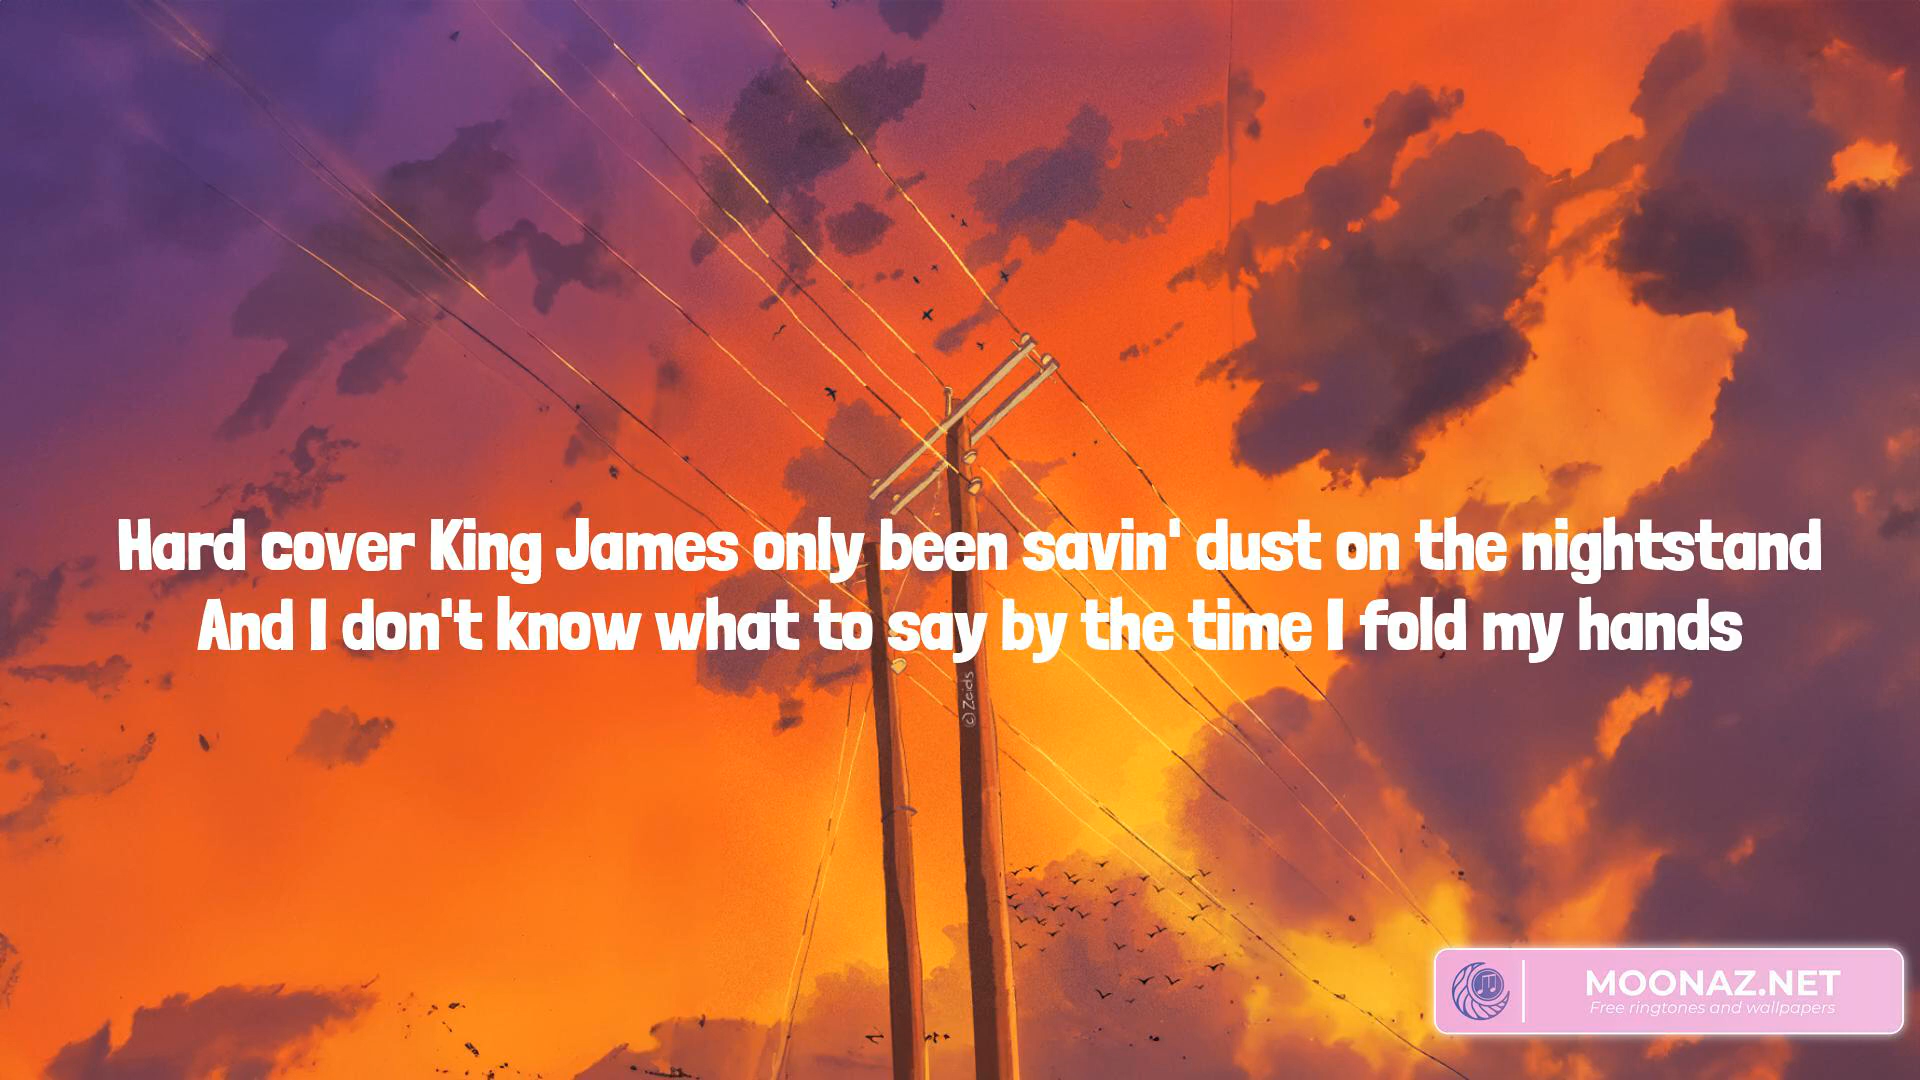 Hard cover King James only been savin' dust on the nightstand
And I don't know what to say by the time I fold my hands
(c) Zeids
MOONAZ.NET
Free ringtones and wallpapers